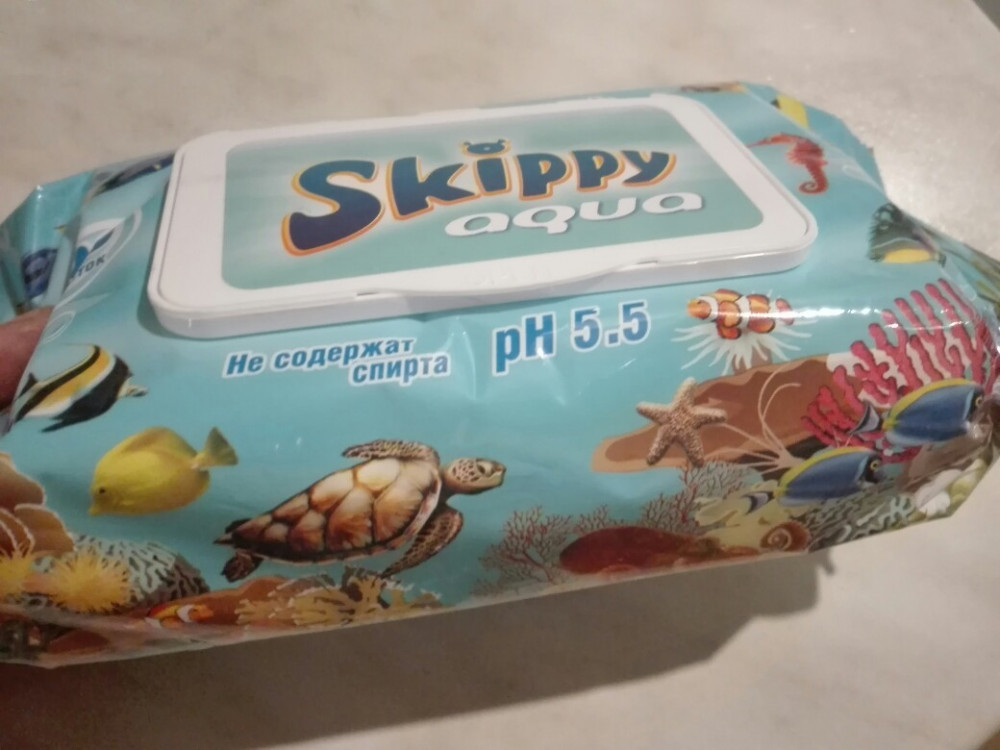 Skippy
aqua
Не содержат
спирта
pH 5.5